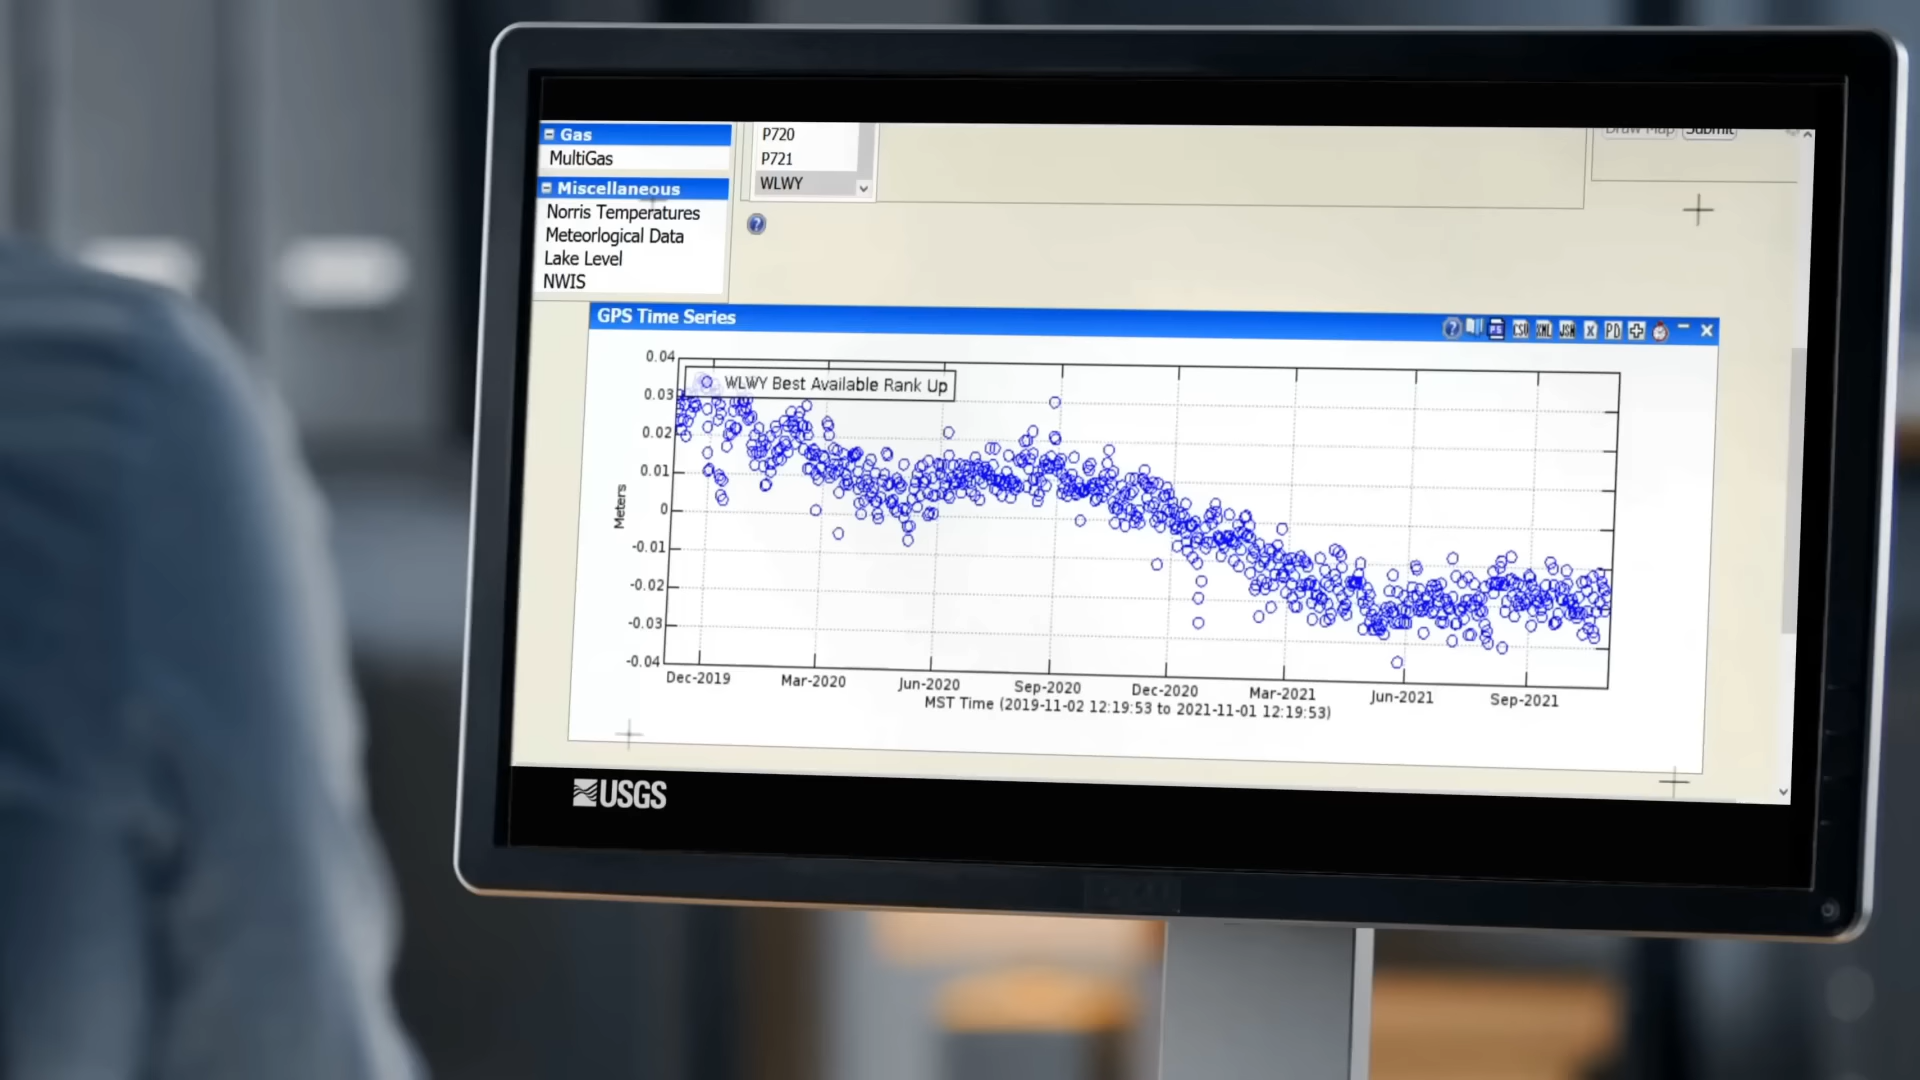 Gas
MultiGas
Miscellaneous
Norris Temperatures
Meteorlogical Data
Lake Level
NWIS
P720
P721
WLWY
Draw Map Submit
GPS Time Series
WLWY Best Available Rank Up
0.04
0.03
0.02
0.01
0
-0.01
-0.02
-0.03
-0.04
Meters
Dec-2019 Mar-2020 Jun-2020 Sep-2020 Dec-2020 Mar-2021 Jun-2021 Sep-2021
MST Time (2019-11-02 12:19:53 to 2021-11-01 12:19:53)
USGS